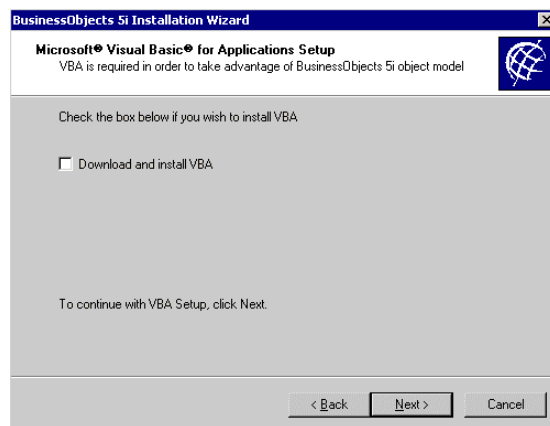 BusinessObjects 5i Installation Wizard
Microsoft® Visual Basic® for Applications Setup
VBA is required in order to take advantage of BusinessObjects 5i object model
Check the box below if you wish to install VBA
Download and install VBA
To continue with VBA Setup, click Next.
< Back Next > Cancel